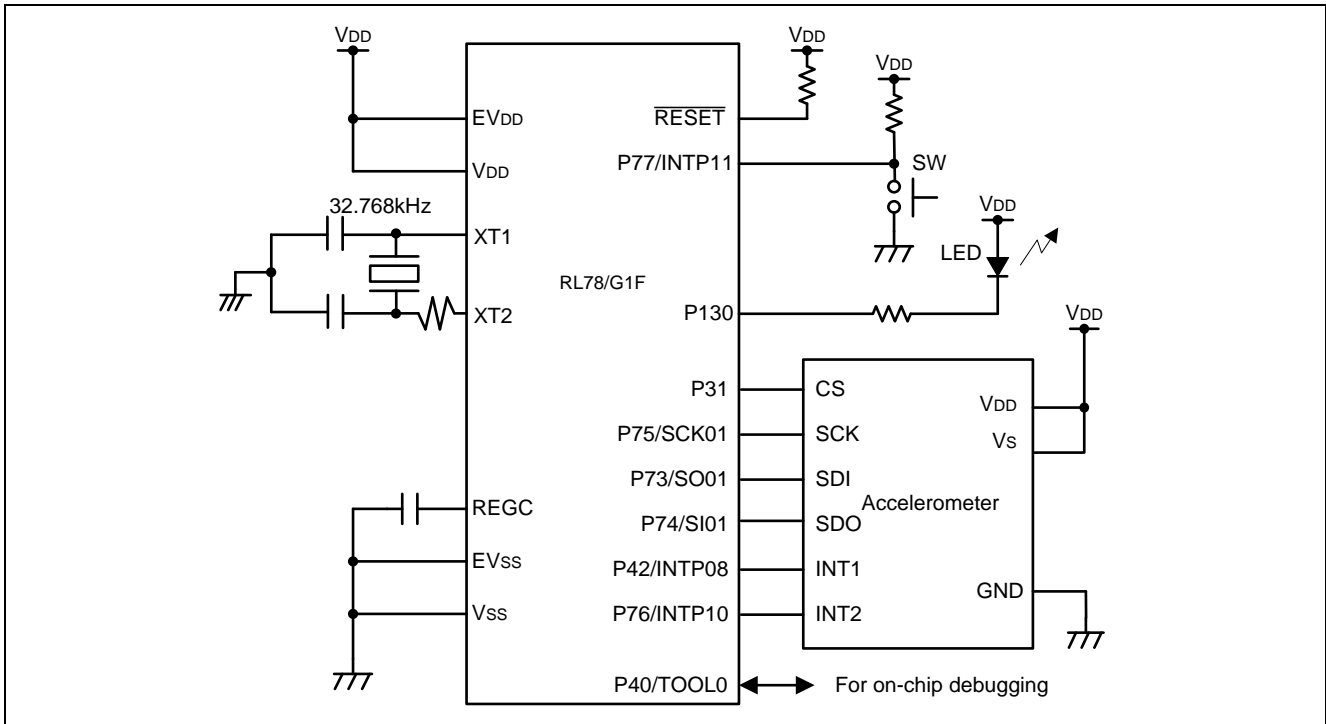 VDD
EVDD
VDD
32.768kHz
XT1
XT2
REGC
EVSS
VSS
RL78/G1F
VDD
RESET
VDD
P77/INTP11
SW
VDD
LED
P130
VDD
P31
P75/SCK01
P73/SO01
P74/SI01
P42/INTP08
P76/INTP10
P40/TOOL0
For on-chip debugging
CS
SCK
SDI
SDO
INT1
INT2
Accelerometer
VDD
VS
GND